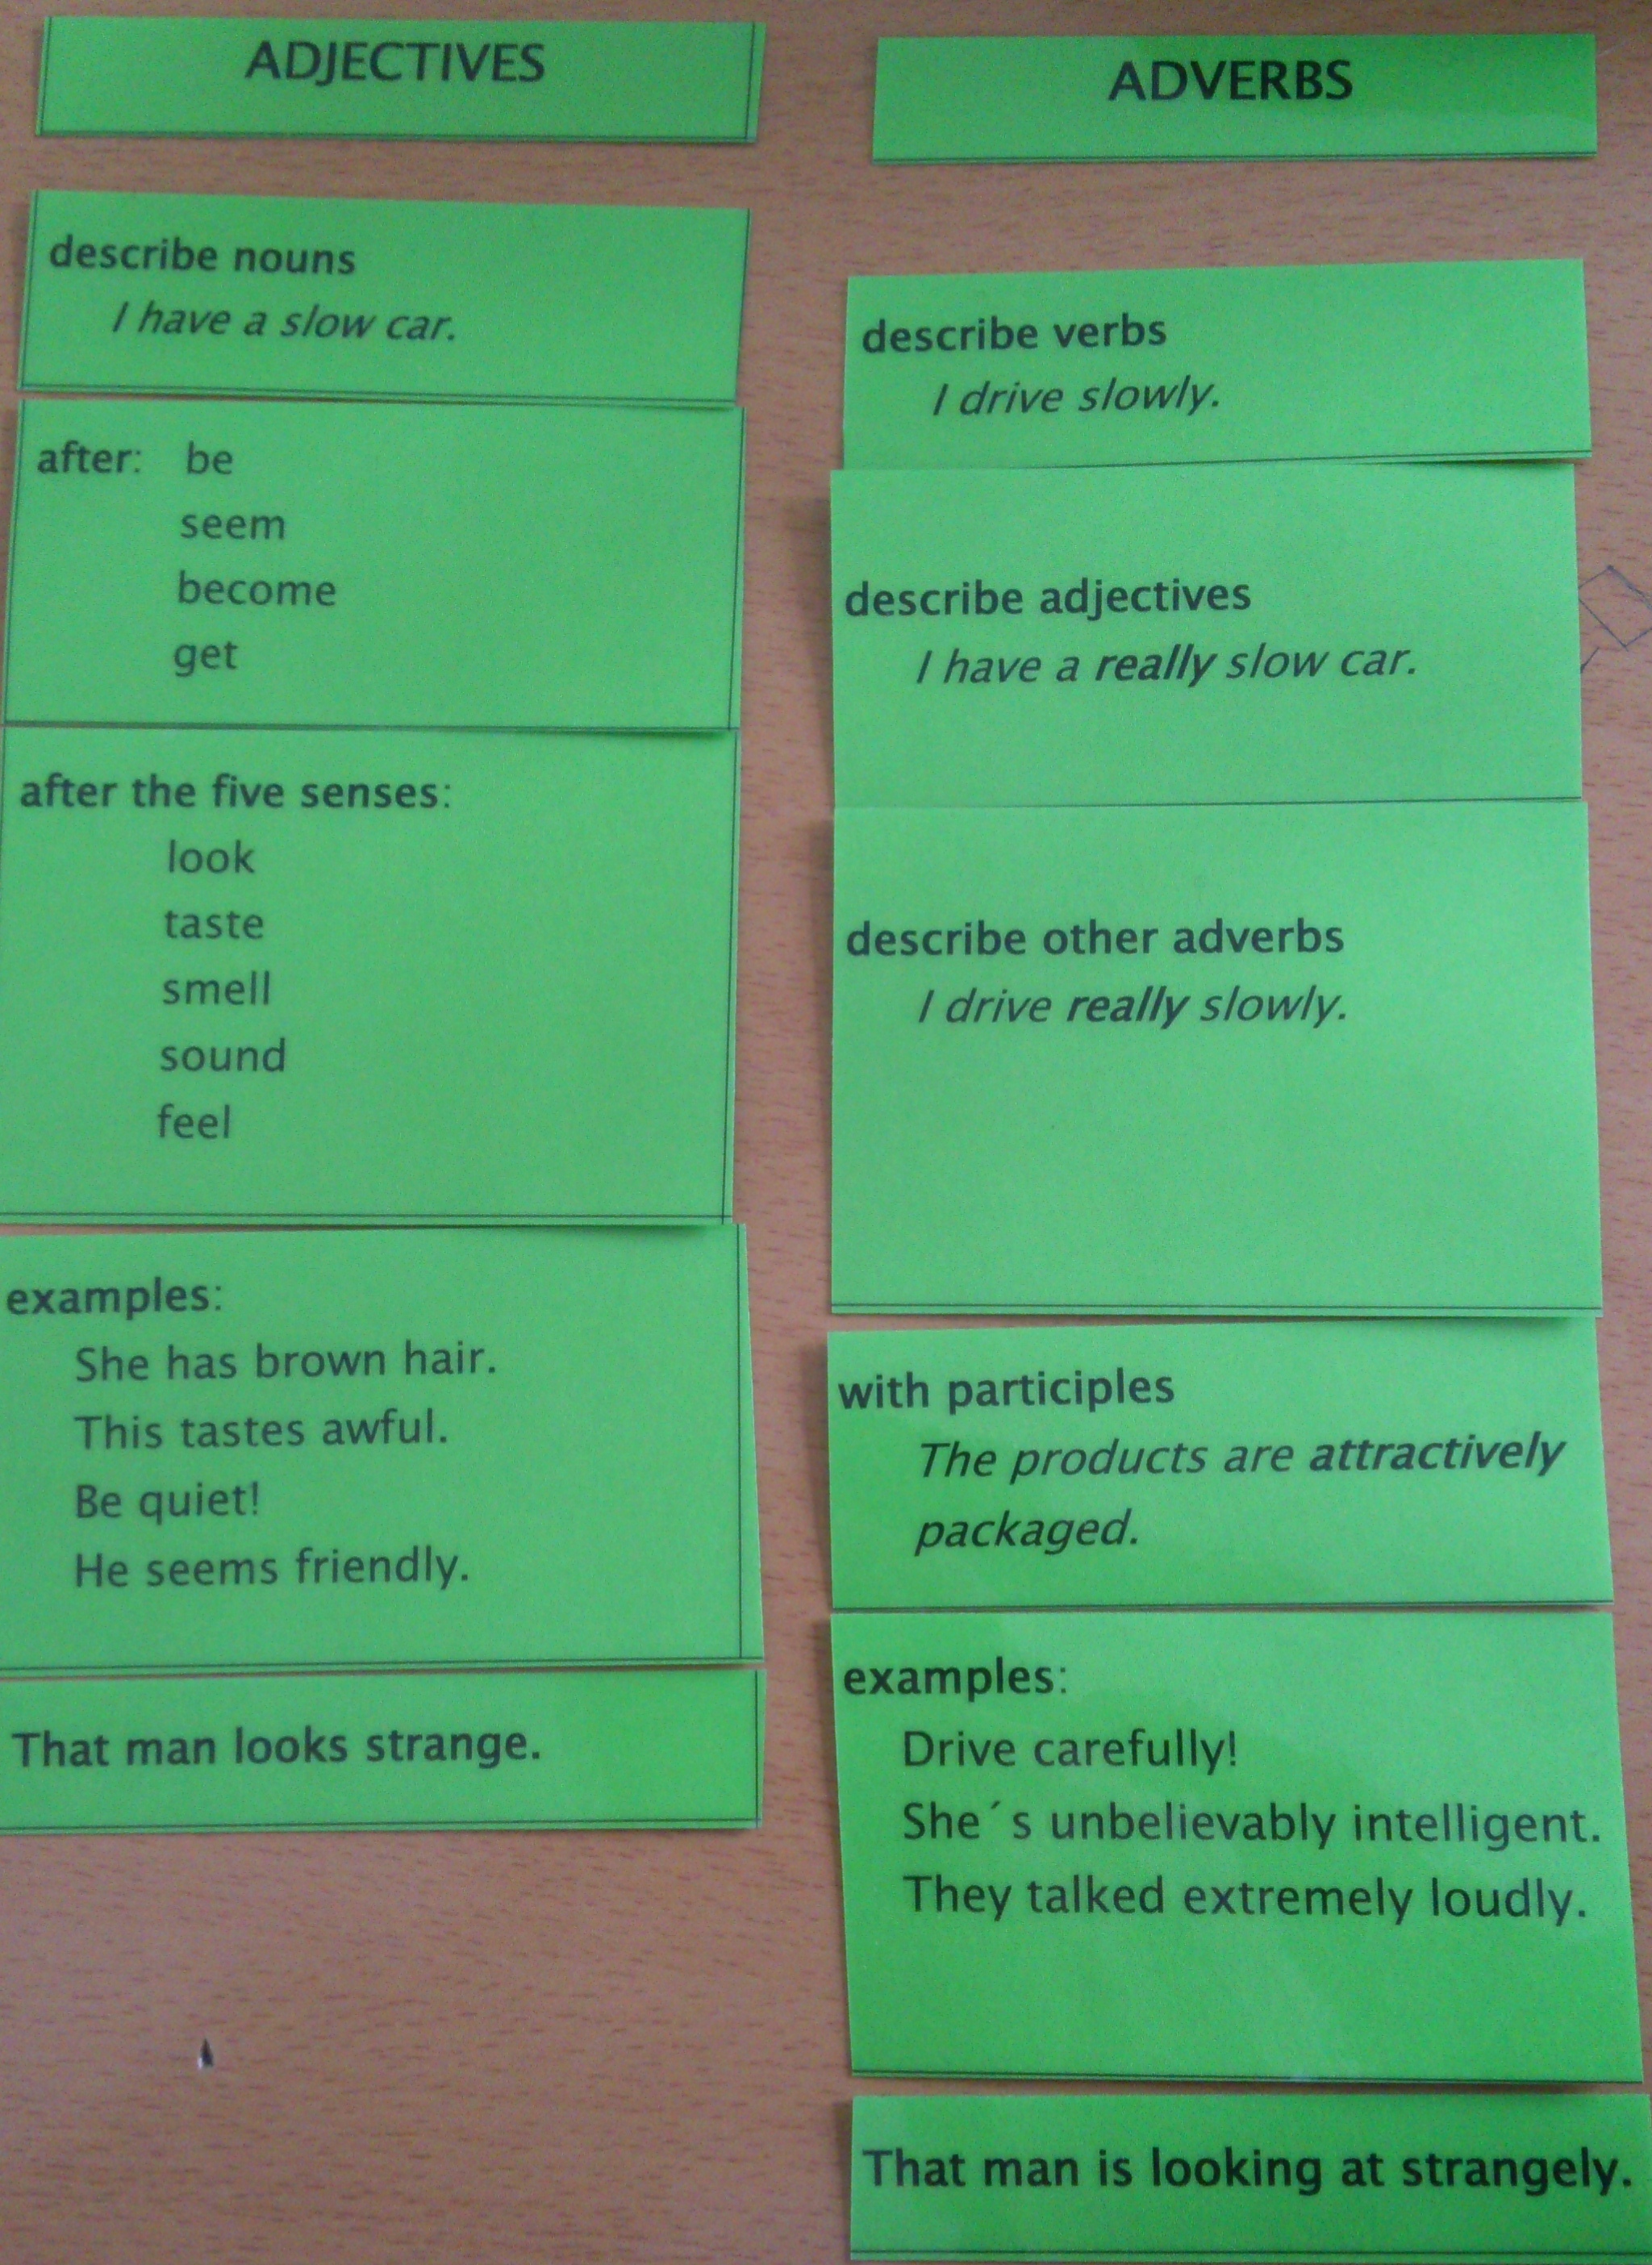 ADJECTIVES
describe nouns
I have a slow car.
after: be
seem
become
get
after the five senses:
look
taste
smell
sound
feel
examples:
She has brown hair.
This tastes awful.
Be quiet!
He seems friendly.
That man looks strange.
ADVERBS
describe verbs
I drive slowly.
describe adjectives
I have a really slow car.
describe other adverbs
I drive really slowly.
with participles
The products are attractively
packaged.
examples:
Drive carefully!
She´s unbelievably intelligent.
They talked extremely loudly.
That man is looking at strangely.